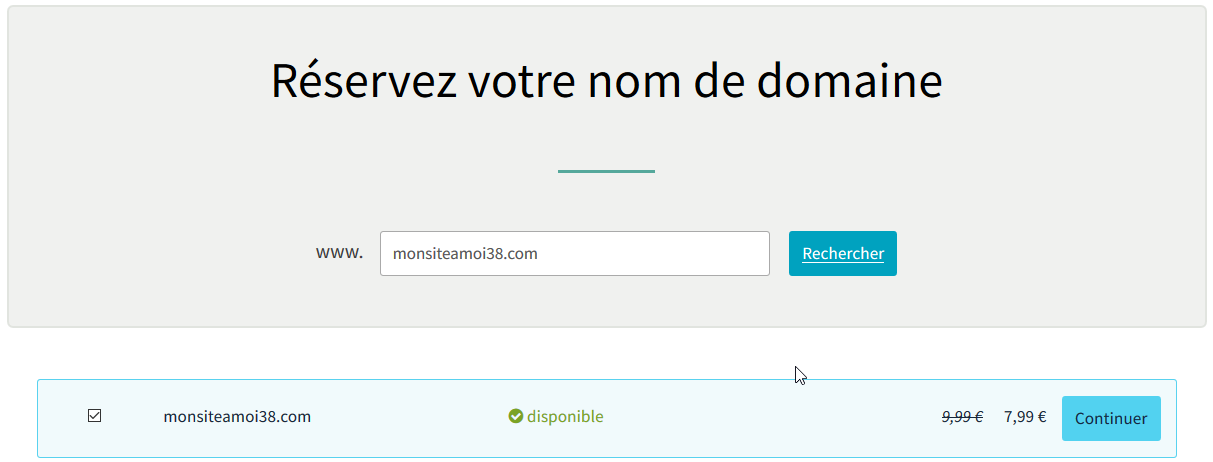 Réservez votre nom de domaine
www. monsiteamoi38.com Rechercher
monsiteamoi38.com disponible 9,99 € 7,99 € Continuer